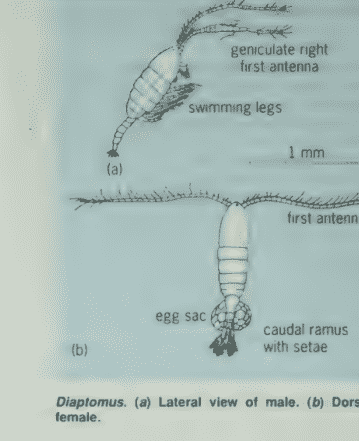 geniculate right
first antenna
swimming legs
1 mm
(a)
first antenn
egg sac
caudal ramus
with setae
(b)
Diaptomus. (a) Lateral view of male. (b) Dors
female.